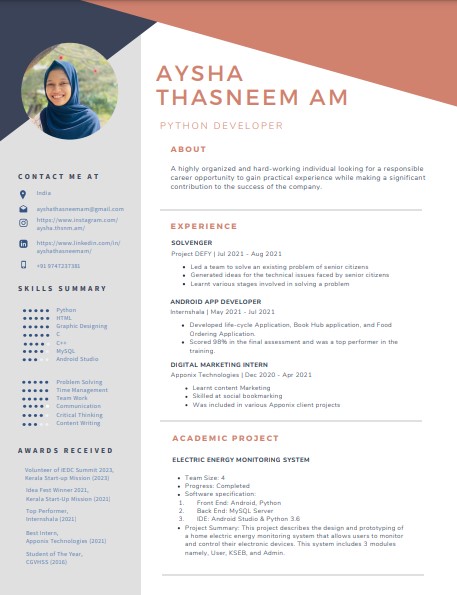 AYSHA
THASNEEM AM
PYTHON DEVELOPER
CONTACT ME AT
India
ayshathasneemam@gmail.com
https://www.instagram.com/
aysha.thsnm.am/
https://www.linkedin.com/in/
ayshathasneemam/
+91 9747237381
SKILLS SUMMARY
Python
HTML
Graphic Designing
C
C++
MySQL
Android Studio
Problem Solving
Time Management
Team Work
Communication
Critical Thinking
Content Writing
AWARDS RECEIVED
Volunteer of IEDC Summit 2023,
Kerala Start-up Mission (2023)
Idea Fest Winner 2021,
Kerala Start-Up Mission (2021)
Top Performer,
Internshala (2021)
Best Intern,
Apponix Technologies (2021)
Student of The Year,
CGVHSS (2016)
ABOUT
A highly organized and hard-working individual looking for a responsible
career opportunity to gain practical experience while making a significant
contribution to the success of the company.
EXPERIENCE
SOLVENGER
Project DEFY | Jul 2021 - Aug 2021
• Led a team to solve an existing problem of senior citizens
• Generated ideas for the technical issues faced by senior citizens
• Learnt various stages involved in solving a problem
ANDROID APP DEVELOPER
Internshala | May 2021 - Jul 2021
• Developed life-cycle Application, Book Hub application, and Food
Ordering Application.
• Scored 98% in the final assessment and was a top performer in the
training.
DIGITAL MARKETING INTERN
Apponix Technologies | Dec 2020 - Apr 2021
• Learnt content Marketing
• Skilled at social bookmarking
• Was included in various Apponix client projects
ACADEMIC PROJECT
ELECTRIC ENERGY MONITORING SYSTEM
• Team Size: 4
• Progress: Completed
• Software specification:
1. Front End: Android, Python
2. Back End: MySQL Server
3. IDE: Android Studio & Python 3.6
• Project Summary: This project describes the design and prototyping of
a home electric energy monitoring system that allows users to monitor
and control their electronic devices. This system includes 3 modules
namely, User, KSEB, and Admin.